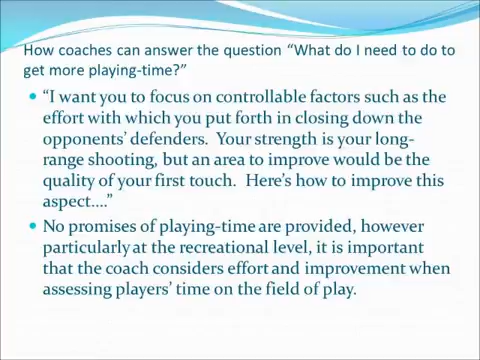 How coaches can answer the question “What do I need to do to
get more playing-time?”
“I want you to focus on controllable factors such as the
effort with which you put forth in closing down the
opponents’ defenders.  Your strength is your long-
range shooting, but an area to improve would be the
quality of your first touch.  Here’s how to improve this
aspect….”
No promises of playing-time are provided, however
particularly at the recreational level, it is important
that the coach considers effort and improvement when
assessing players’ time on the field of play.